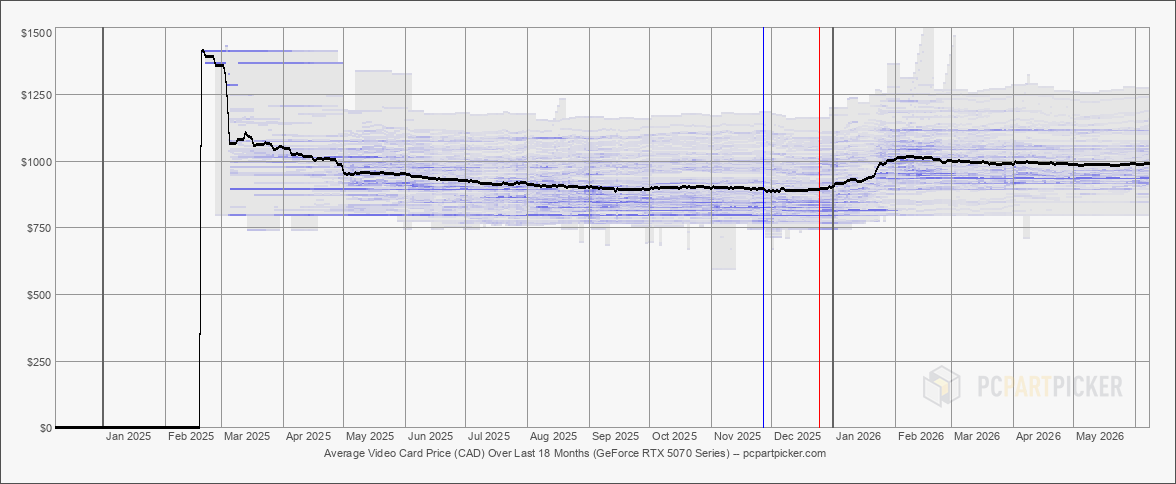 $1500
$1250
$1000
$750
$500
$250
$0
Jan 2025 Feb 2025 Mar 2025 Apr 2025 May 2025 Jun 2025 Jul 2025 Aug 2025 Sep 2025 Oct 2025 Nov 2025 Dec 2025 Jan 2026 Feb 2026 Mar 2026 Apr 2026 May 2026
PCPARTPICKER
Average Video Card Price (CAD) Over Last 18 Months (GeForce RTX 5070 Series) -- pcpartpicker.com